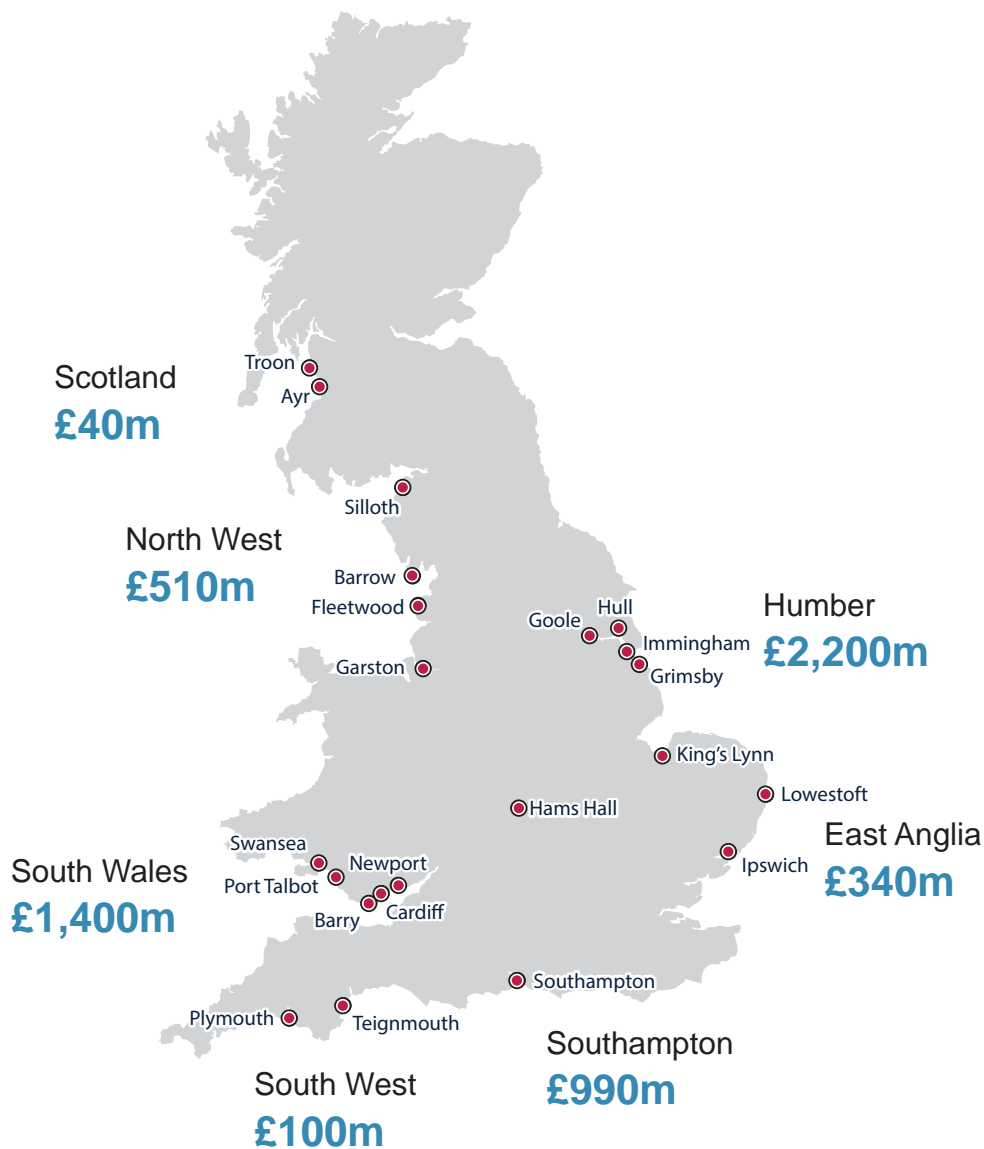 Troon
Scotland
£40m
Ayr
Silloth
North West
£510m
Barrow
Fleetwood
Garston
Hull
Goole
Immingham
Grimsby
Humber
£2,200m
King's Lynn
Lowestoft
Hams Hall
East Anglia
£340m
Ipswich
Swansea
Newport
Port Talbot
Cardiff
Barry
South Wales
£1,400m
Southampton
Plymouth
Teignmouth
Southampton
£990m
South West
£100m